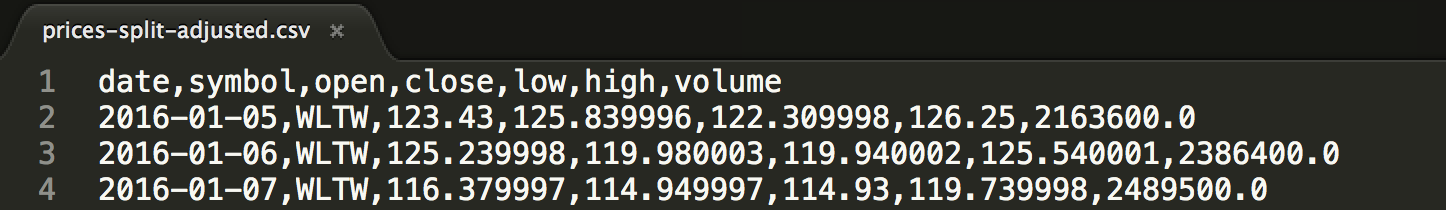 prices-split-adjusted.csv ×
1 date,symbol,open,close,low,high,volume
2 2016-01-05,WLTW,123.43,125.839996,122.309998,126.25,2163600.0
3 2016-01-06,WLTW,125.239998,119.980003,119.940002,125.540001,2386400.0
4 2016-01-07,WLTW,116.379997,114.949997,114.93,119.739998,2489500.0